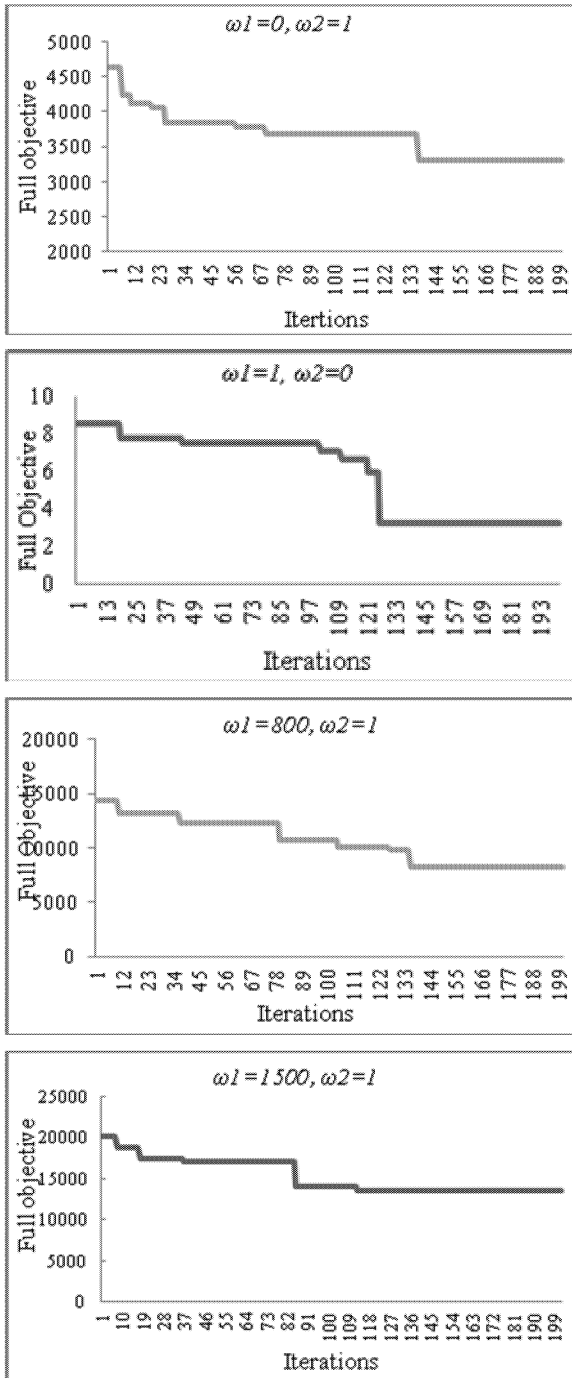 ω1=0, ω2=1
Full objective
5000
4500
4000
3500
3000
2500
2000
1 12 23 34 45 56 67 78 89 100 111 122 133 144 155 166 177 188 199
Itertions
ω1=1, ω2=0
Full Objective
10
8
6
4
2
0
1 13 25 37 49 61 73 85 97 109 121 133 145 157 169 181 193
Iterations
ω1=800, ω2=1
Full Objective
20000
15000
10000
5000
0
1 12 23 34 45 56 67 78 89 100 111 122 133 144 155 166 177 188 199
Iterations
ω1=1500, ω2=1
Full objective
25000
20000
15000
10000
5000
0
1 10 19 28 37 46 55 64 73 82 91 100 109 118 127 136 145 154 163 172 181 190 199
Iterations